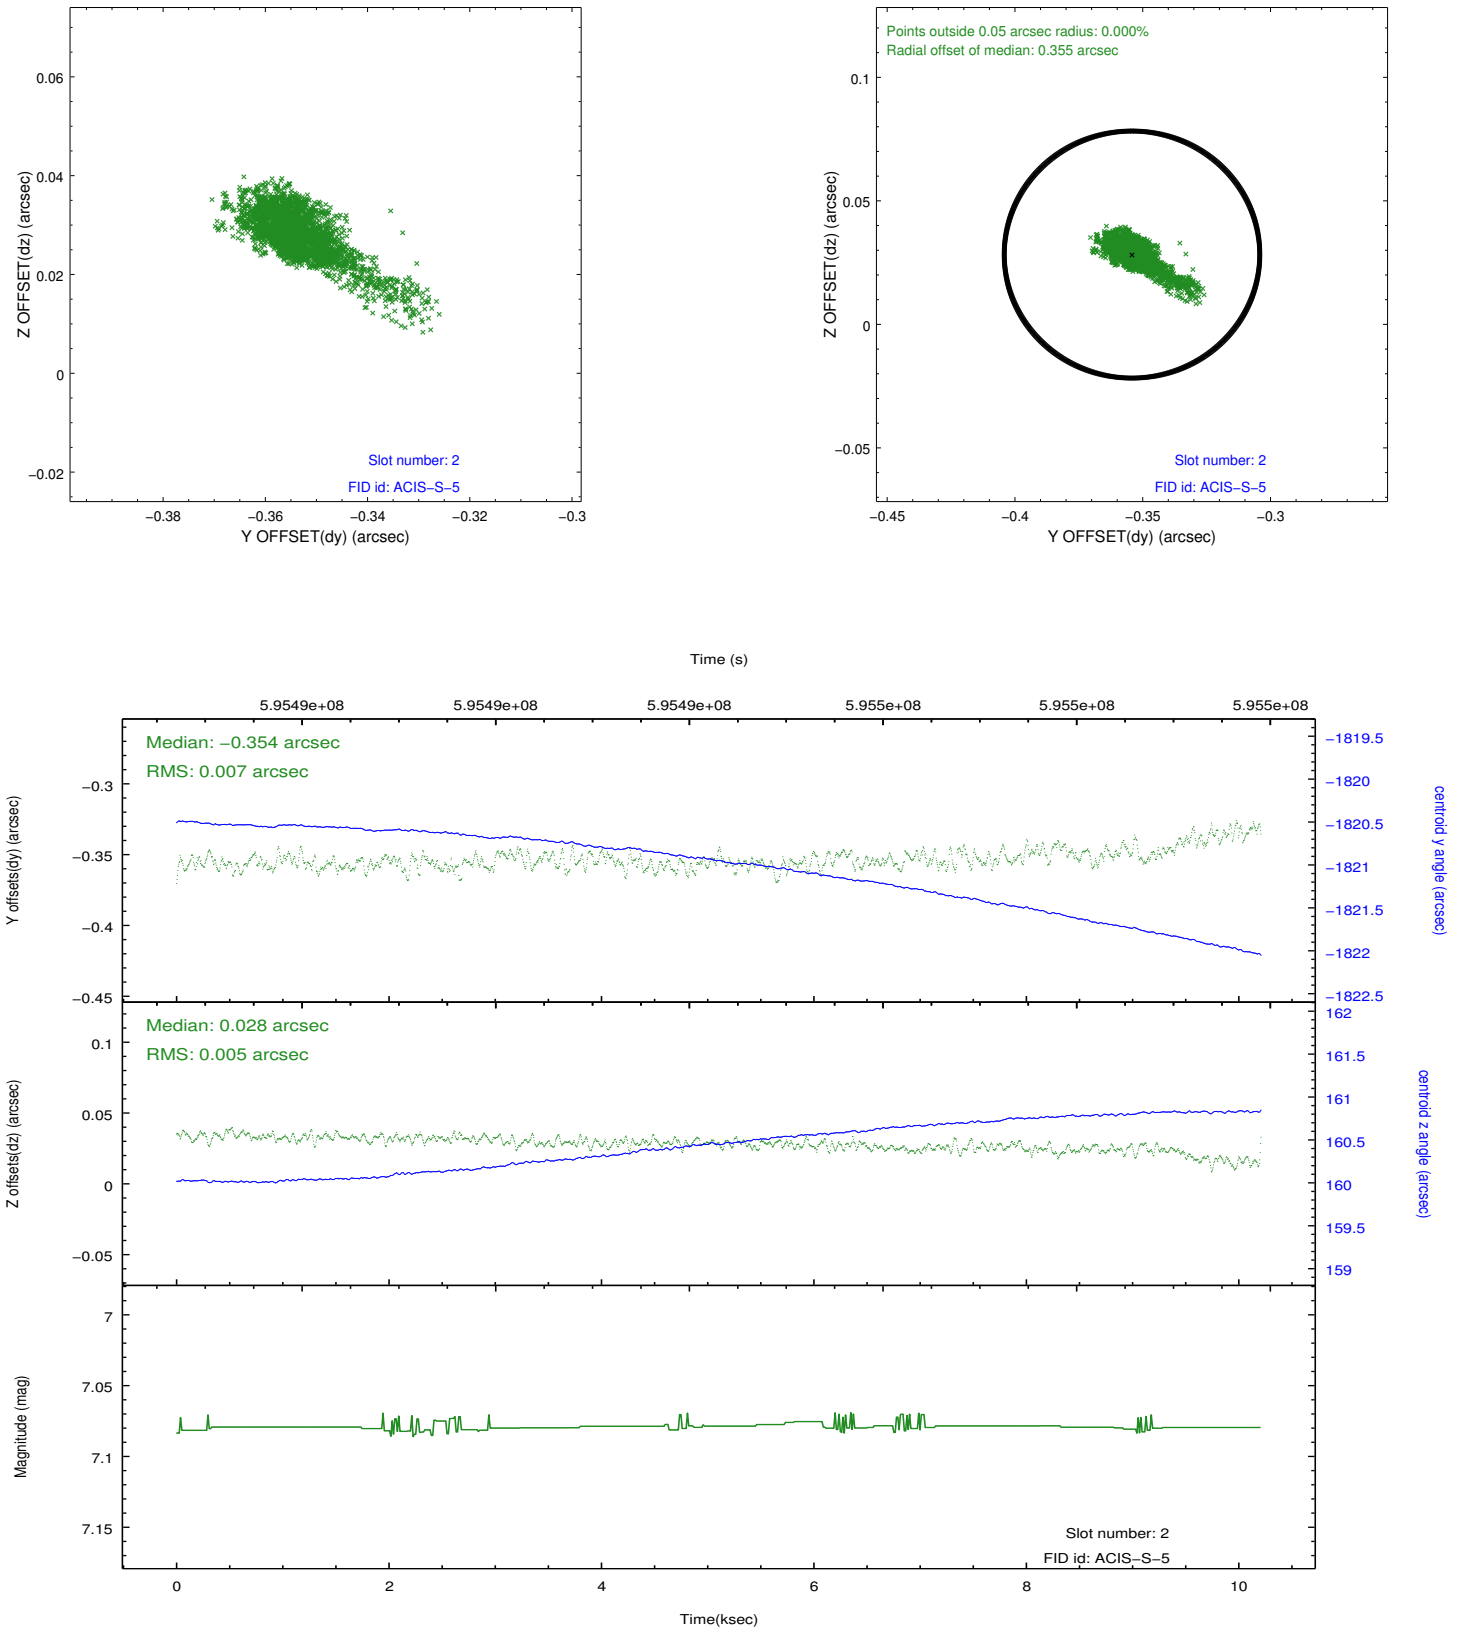 0.06
0.04
0.02
0
−0.02
Z OFFSET(dz) (arcsec)
Slot number: 2
FID id: ACIS−S−5
−0.38
−0.36
−0.34
−0.32
−0.3
Y OFFSET(dy) (arcsec)
Points outside 0.05 arcsec radius: 0.000%
Radial offset of median: 0.355 arcsec
0.1
0.05
0
−0.05
Z OFFSET(dz) (arcsec)
Slot number: 2
FID id: ACIS−S−5
−0.45
−0.4
−0.35
−0.3
Y OFFSET(dy) (arcsec)
Time (s)
5.9549e+08
5.9549e+08
5.9549e+08
5.955e+08
5.955e+08
5.955e+08
Median: −0.354 arcsec
RMS: 0.007 arcsec
−0.3
−0.35
−0.4
−0.45
Y offsets(dy) (arcsec)
−1819.5
−1820
−1820.5
−1821
−1821.5
−1822
−1822.5
centroid y angle (arcsec)
Median: 0.028 arcsec
RMS: 0.005 arcsec
0.1
0.05
0
−0.05
Z offsets(dz) (arcsec)
162
161.5
161
160.5
160
159.5
159
centroid z angle (arcsec)
7
7.05
7.1
7.15
Magnitude (mag)
Slot number: 2
FID id: ACIS−S−5
0
2
4
6
8
10
Time(ksec)